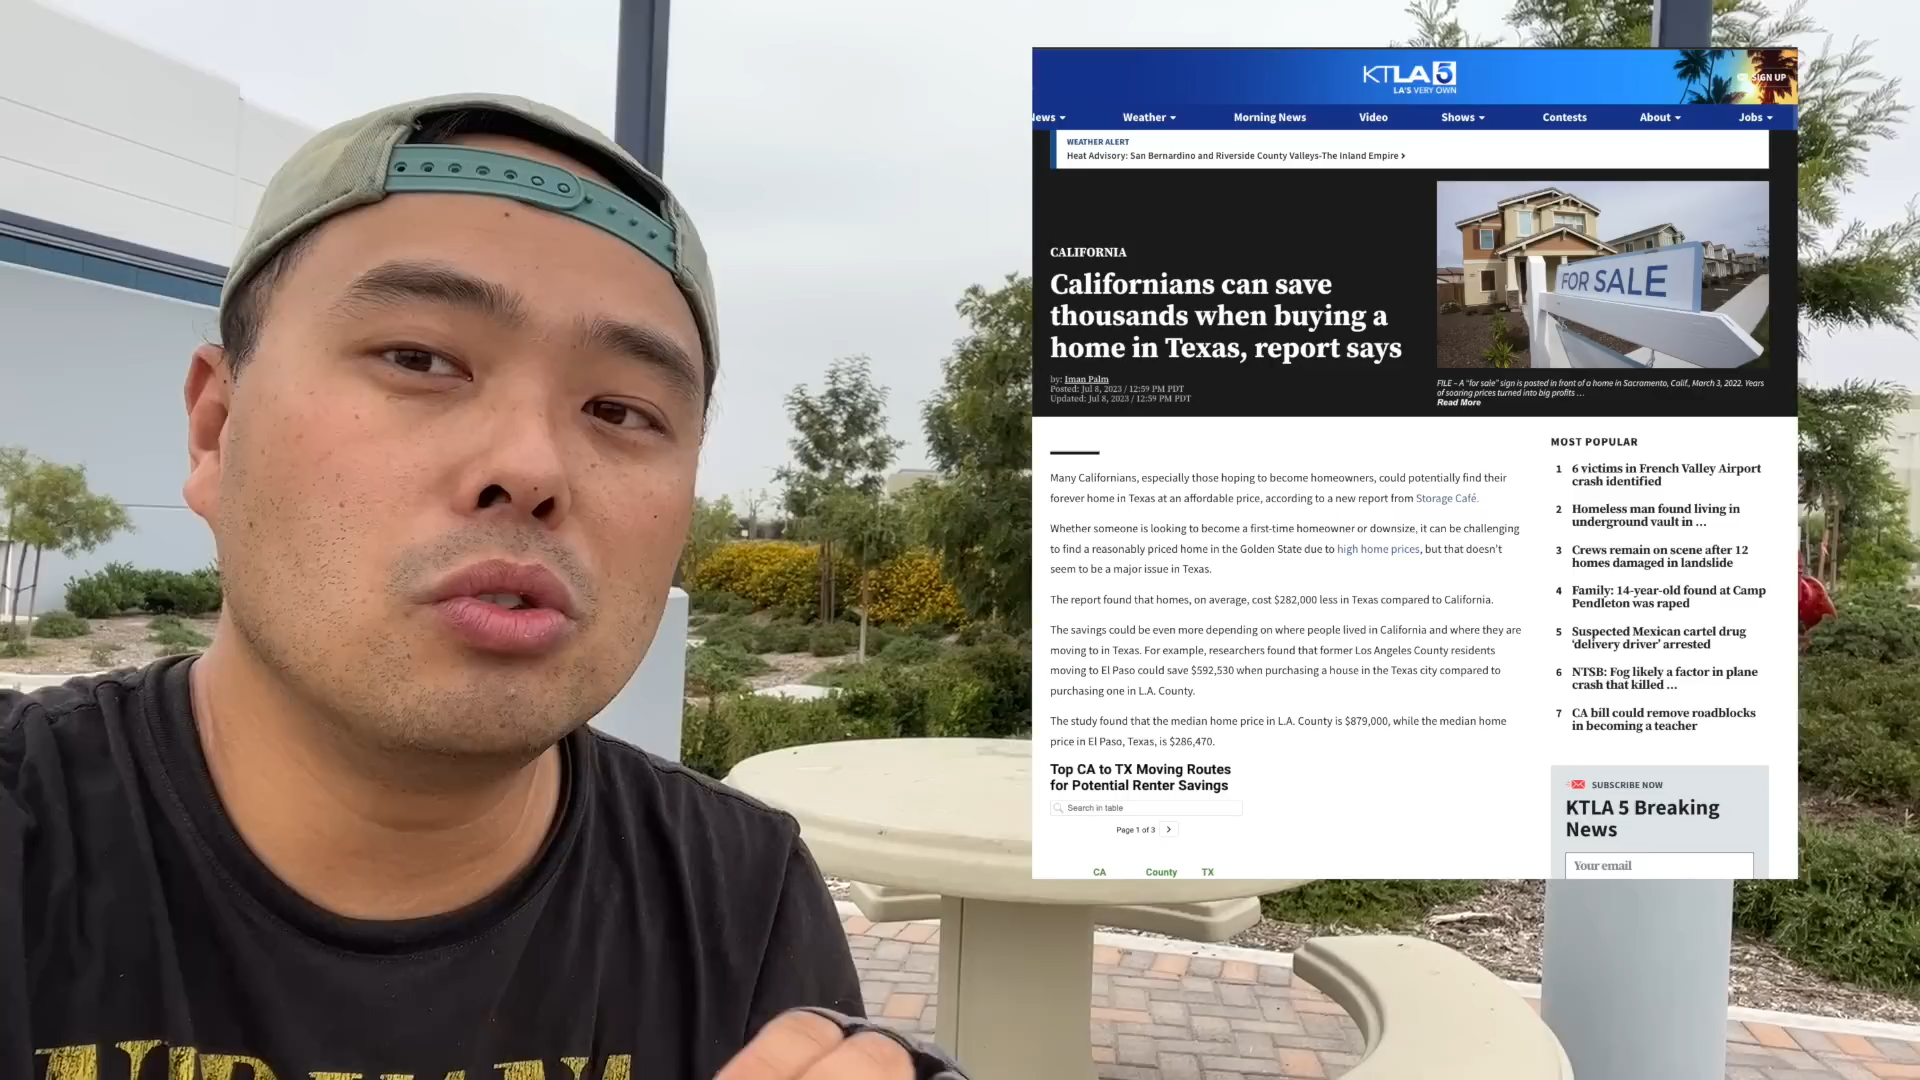 KTLA 5
LA'S VERY OWN
SIGN UP
News
Weather
Morning News
Video
Shows
Contests
About
Jobs
WEATHER ALERT
Heat Advisory: San Bernardino and Riverside County Valleys-The Inland Empire
CALIFORNIA
Californians can save
thousands when buying a
home in Texas, report says
by: Iman Palm
Posted: Jul 8, 2023 / 12:59 PM PDT
Updated: Jul 8, 2023 / 12:59 PM PDT
FOR SALE
FILE – A “for sale” sign is posted in front of a home in Sacramento, Calif., March 3, 2022. Years
of soaring prices turned into big profits …
Read More
Many Californians, especially those hoping to become homeowners, could potentially find their
forever home in Texas at an affordable price, according to a new report from Storage Café.
Whether someone is looking to become a first-time homeowner or downsize, it can be challenging
to find a reasonably priced home in the Golden State due to high home prices, but that doesn't
seem to be a major issue in Texas.
The report found that homes, on average, cost $282,000 less in Texas compared to California.
The savings could be even more depending on where people lived in California and where they are
moving to in Texas. For example, researchers found that former Los Angeles County residents
moving to El Paso could save $592,530 when purchasing a house in the Texas city compared to
purchasing one in L.A. County.
The study found that the median home price in L.A. County is $879,000, while the median home
price in El Paso, Texas, is $286,470.
Top CA to TX Moving Routes
for Potential Renter Savings
Search in table
Page 1 of 3
CA County TX
MOST POPULAR
1 6 victims in French Valley Airport
crash identified
2 Homeless man found living in
underground vault in …
3 Crews remain on scene after 12
homes damaged in landslide
4 Family: 14-year-old found at Camp
Pendleton was raped
5 Suspected Mexican cartel drug
‘delivery driver’ arrested
6 NTSB: Fog likely a factor in plane
crash that killed …
7 CA bill could remove roadblocks
in becoming a teacher
SUBSCRIBE NOW
KTLA 5 Breaking
News
Your email